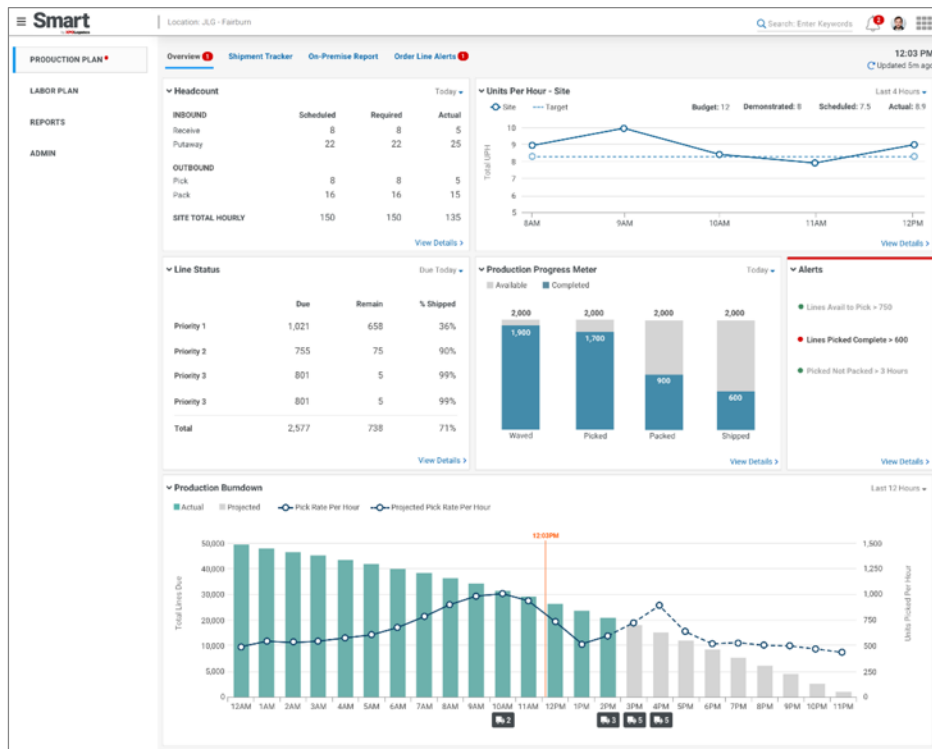 Smart
Location: JLG - Fairburn
Search: Enter Keywords
2
PRODUCTION PLAN
LABOR PLAN
REPORTS
ADMIN
Overview 1 Shipment Tracker On-Premise Report Order Line Alerts 1
12:03 PM
Updated 5m ago
Headcount Today
INBOUND Scheduled Required Actual
Receive 8 8 5
Putaway 22 22 25
OUTBOUND
Pick 8 8 5
Pack 16 16 15
SITE TOTAL HOURLY 150 150 135
View Details >
Units Per Hour - Site Last 4 Hours
Site Target Budget: 12 Demonstrated: 8 Scheduled: 7.5 Actual: 8.9
Total UPH
10
9
8
7
6
5
8AM 9AM 10AM 11AM 12PM
View Details >
Line Status Due Today
Due Remain % Shipped
Priority 1 1,021 658 36%
Priority 2 755 75 90%
Priority 3 801 5 99%
Priority 3 801 5 99%
Total 2,577 738 71%
View Details >
Production Progress Meter Today
Available Completed
2,000 2,000 2,000 2,000
1,900 1,700 900 600
Waved Picked Packed Shipped
View Details >
Alerts
Lines Avail to Pick > 750
Lines Picked Complete > 600
Picked Not Packed > 3 Hours
View Details >
Production Burndown Last 12 Hours
Actual Projected Pick Rate Per Hour Projected Pick Rate Per Hour
12:03PM
Total Lines Due
50,000
40,000
30,000
20,000
10,000
5,000
0
1,500
1,250
1,000
750
500
250
0
Units Picked Per Hour
12AM 1AM 2AM 3AM 4AM 5AM 6AM 7AM 8AM 9AM 10AM 11AM 12PM 1PM 2PM 3PM 4PM 5PM 6PM 7PM 8PM 9PM 10PM 11PM
2 3 5 5